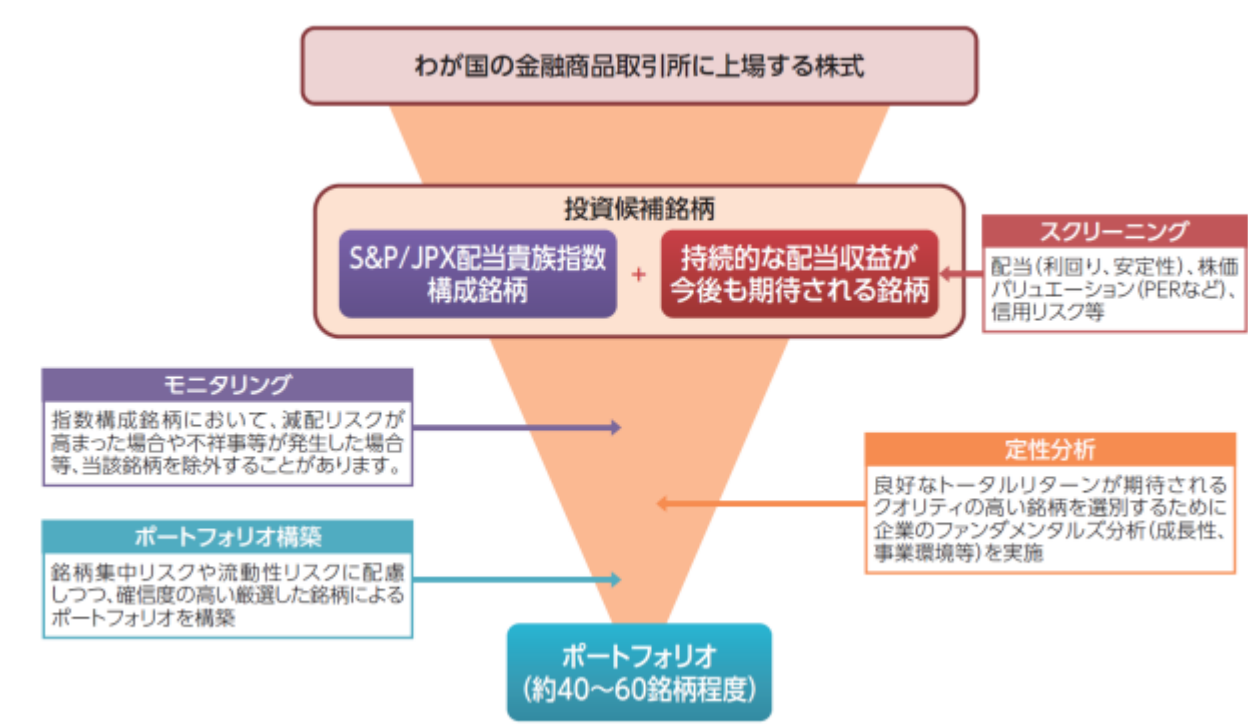 わが国の金融商品取引所に上場する株式
投資候補銘柄
S&P/JPX配当貴族指数
構成銘柄
+
持続的な配当収益が
今後も期待される銘柄
スクリーニング
配当(利回り、安定性)、株価
バリュエーション(PERなど)、
信用リスク等
モニタリング
指数構成銘柄において、減配リスクが
高まった場合や不祥事等が発生した場合
等、当該銘柄を除外することがあります。
定性分析
良好なトータルリターンが期待される
クオリティの高い銘柄を選別するために
企業のファンダメンタルズ分析(成長性、
事業環境等)を実施
ポートフォリオ構築
銘柄集中リスクや流動性リスクに配慮
しつつ、確信度の高い厳選した銘柄による
ポートフォリオを構築
ポートフォリオ
(約40～60銘柄程度)